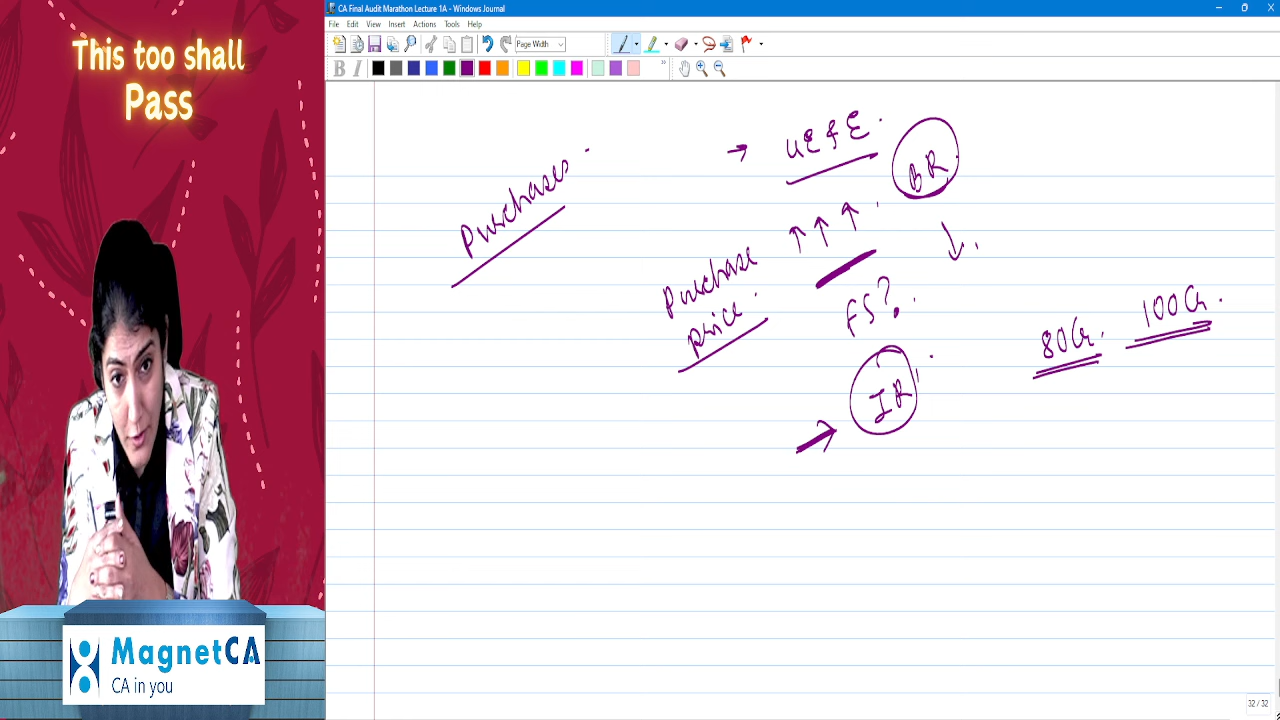 CA Final Audit Marathon Lecture 1A - Windows Journal
File Edit View Insert Actions Tools Help
Page Width
B I
This too shall
Pass
Purchases.
→ UE & E.
BR
Purchase ↑ ↑ ↑.
price.
↓
FS?
80Cr. 100Cr.
→ IR
MagnetCA
CA in you
32 / 32